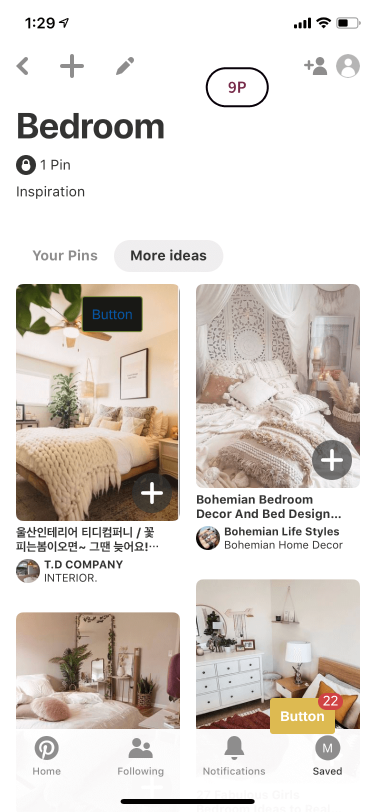 1:29
9P
Bedroom
1 Pin
Inspiration
Your Pins
More ideas
Button
울산인테리어 티디컴퍼니 / 꽃
피는봄이오면~ 그땐 늦어요!…
T.D COMPANY
INTERIOR.
Bohemian Bedroom
Decor And Bed Design...
Bohemian Life Styles
Bohemian Home Decor
22
Button
Home
Following
Notifications
M
Saved